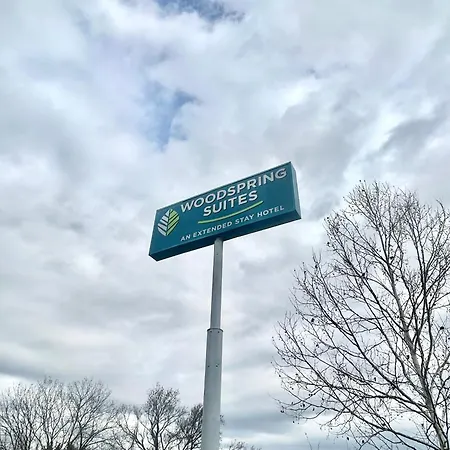 WOODSPRING
SUITES
AN EXTENDED STAY HOTEL